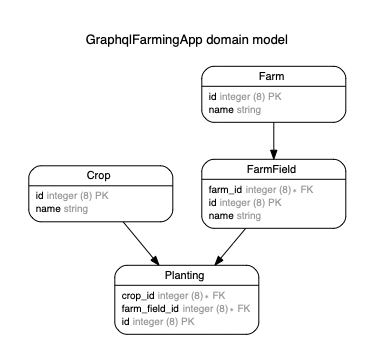 GraphqlFarmingApp domain model
Farm
id integer (8) PK
name string
Crop
id integer (8) PK
name string
FarmField
farm_id integer (8) * FK
id integer (8) PK
name string
Planting
crop_id integer (8) * FK
farm_field_id integer (8) * FK
id integer (8) PK